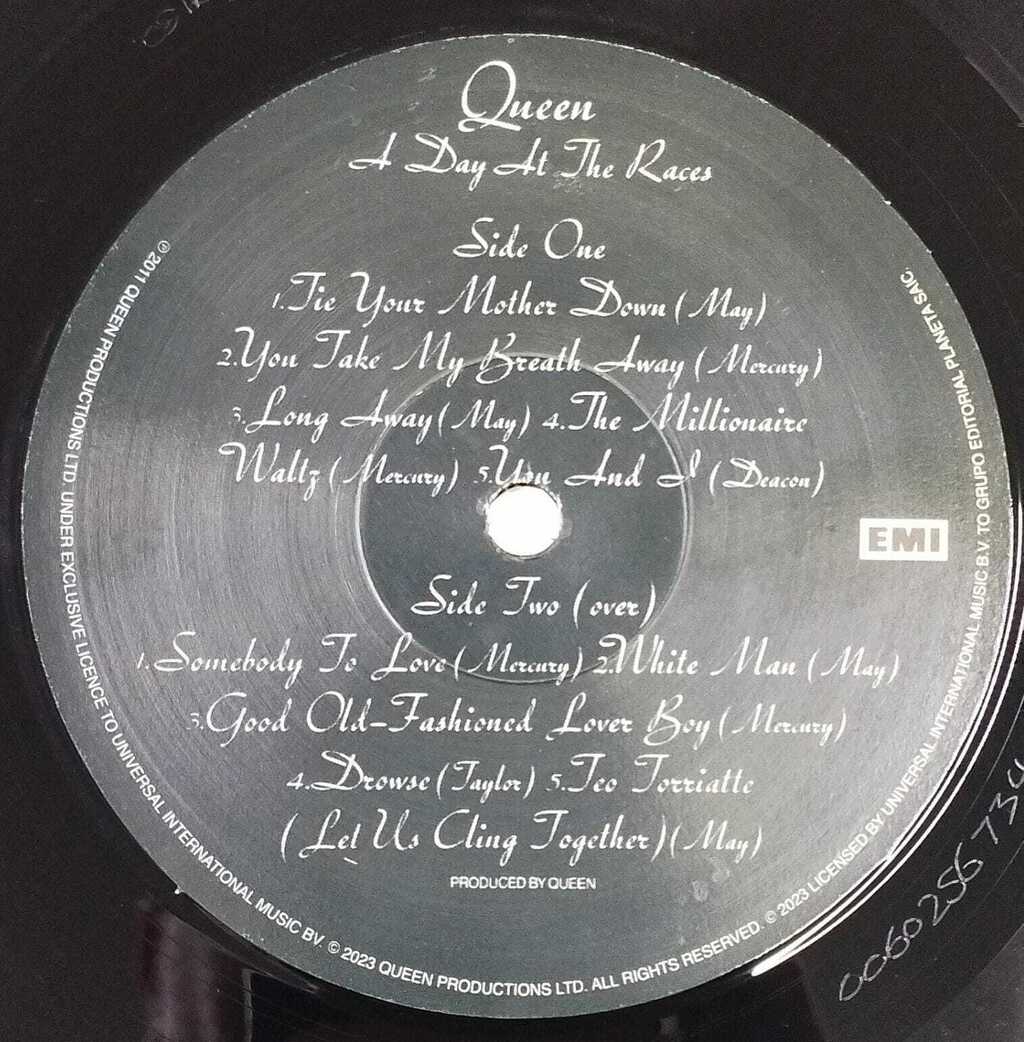 Queen
A Day At The Races
Side One
1.Tie Your Mother Down (May)
2.You Take My Breath Away (Mercury)
3.Long Away (May) 4.The Millionaire
Waltz (Mercury) 5.You And I (Deacon)
EMI
Side Two (over)
1.Somebody To Love (Mercury) 2.White Man (May)
3.Good Old-Fashioned Lover Boy (Mercury)
4.Drowse (Taylor) 5.Teo Torriatte
(Let Us Cling Together) (May)
PRODUCED BY QUEEN
℗ 2011 QUEEN PRODUCTIONS LTD. UNDER EXCLUSIVE LICENCE TO UNIVERSAL INTERNATIONAL MUSIC BV. © 2023 QUEEN PRODUCTIONS LTD. ALL RIGHTS RESERVED. © 2023 LICENSED BY UNIVERSAL INTERNATIONAL MUSIC B.V. TO GRUPO EDITORIAL PLANETA SAIC.
0060256734